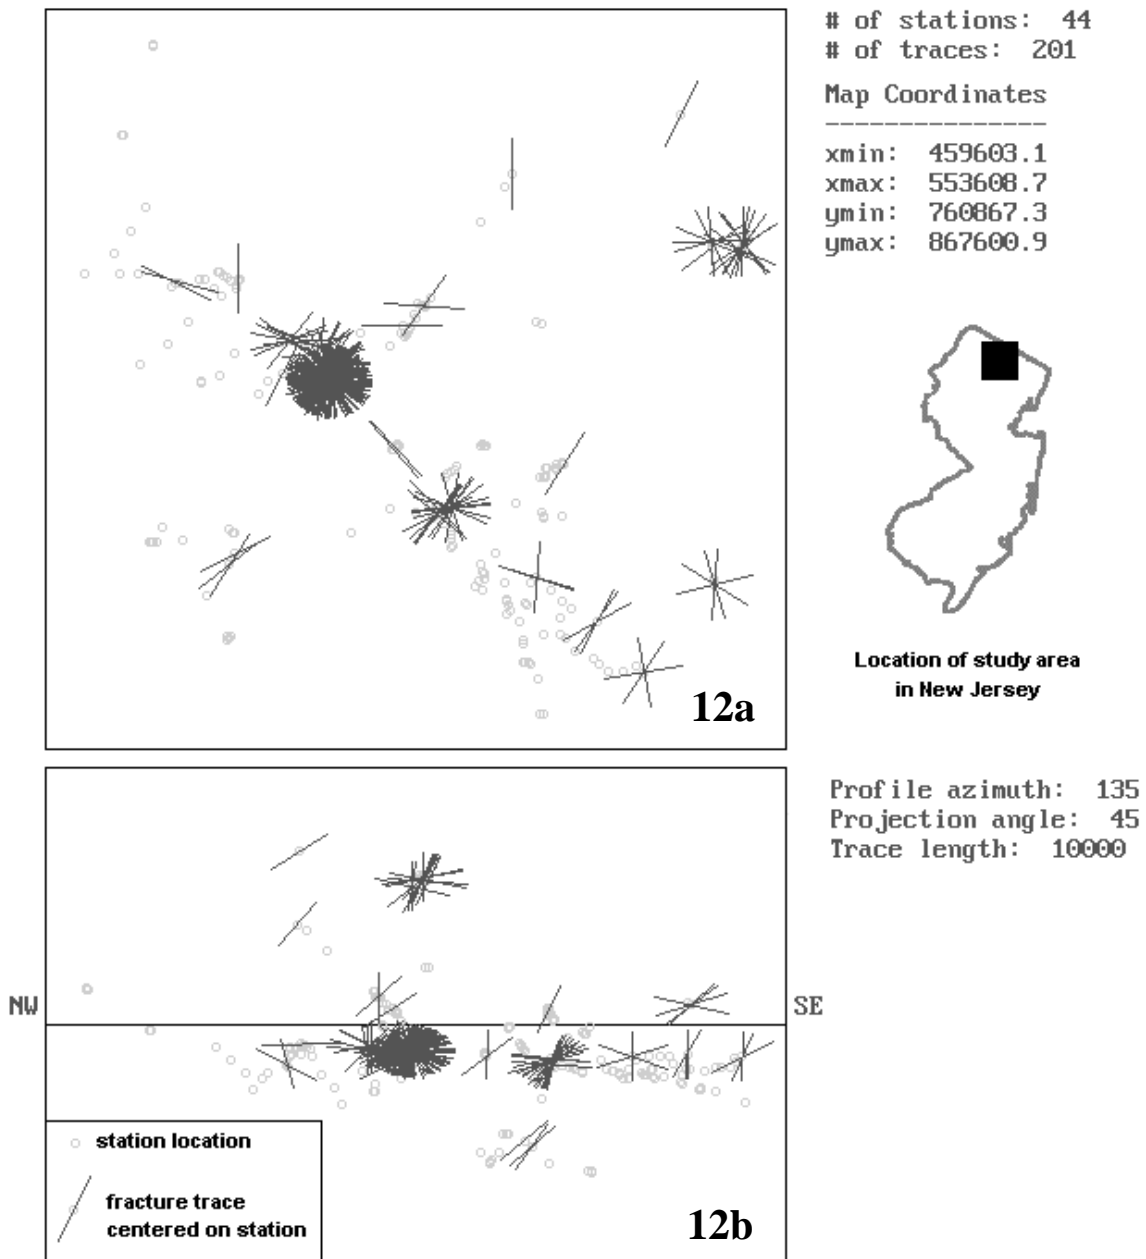 # of stations: 44
# of traces: 201
Map Coordinates
---------------
xmin: 459603.1
xmax: 553608.7
ymin: 760867.3
ymax: 867600.9
Location of study area
in New Jersey
12a
Profile azimuth: 135
Projection angle: 45
Trace length: 10000
NW
SE
station location
fracture trace
centered on station
12b